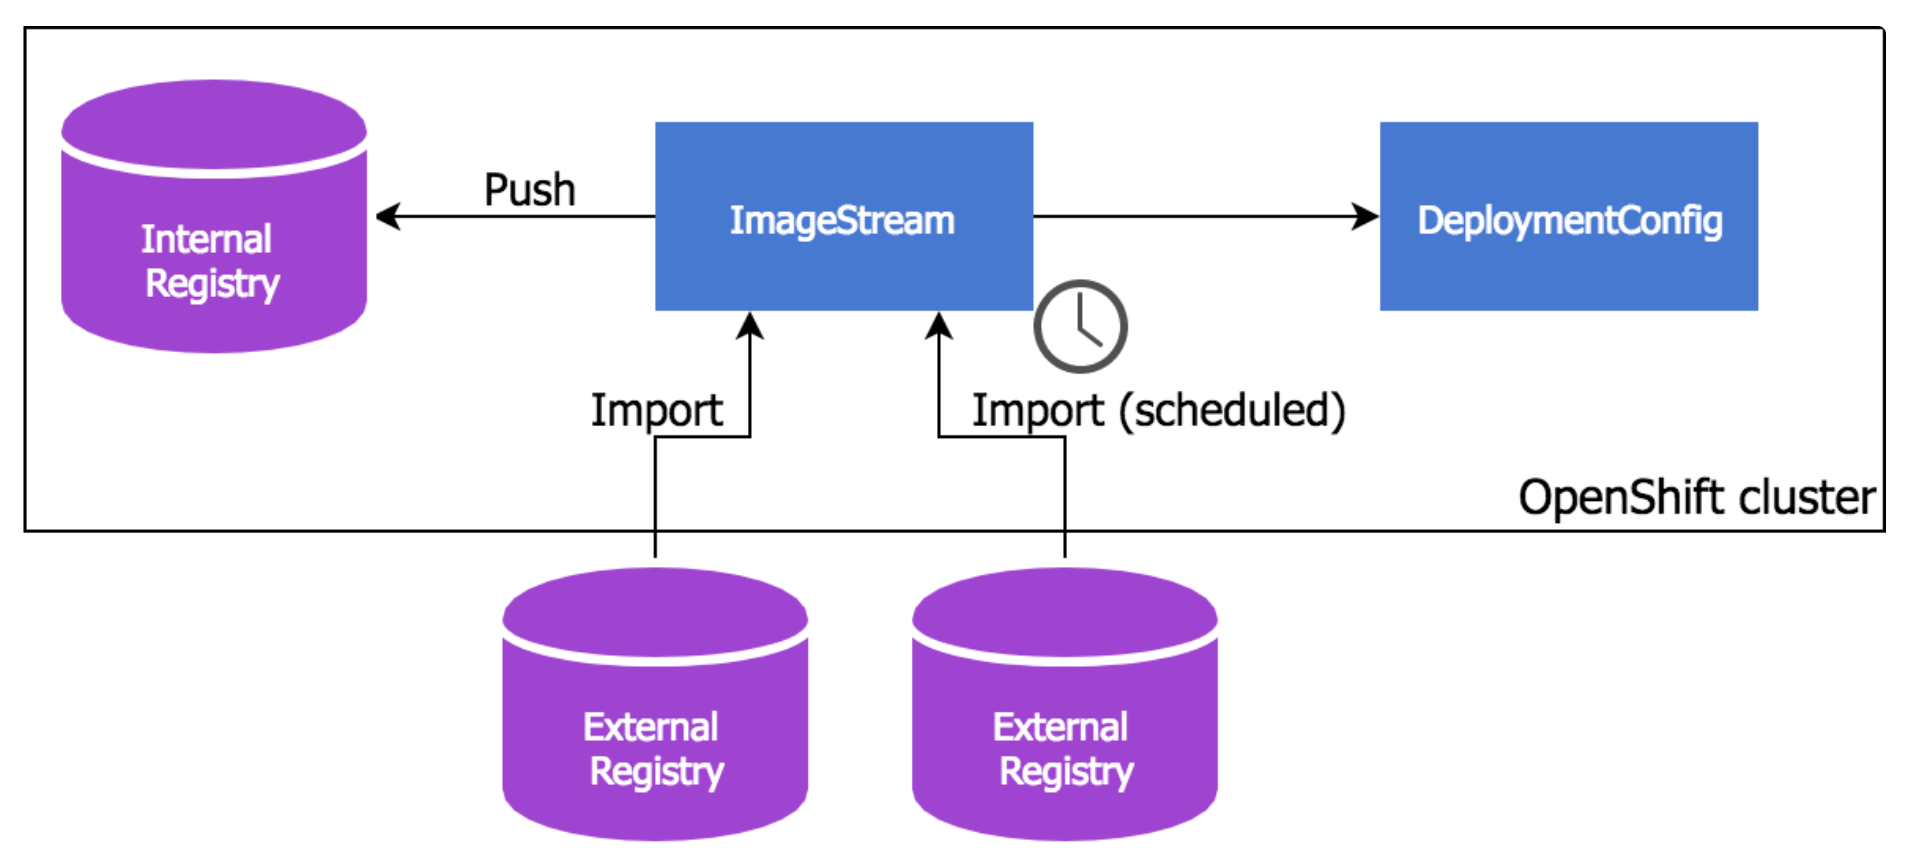 Push
Internal
Registry
ImageStream
DeploymentConfig
Import
Import (scheduled)
OpenShift cluster
External
Registry
External
Registry